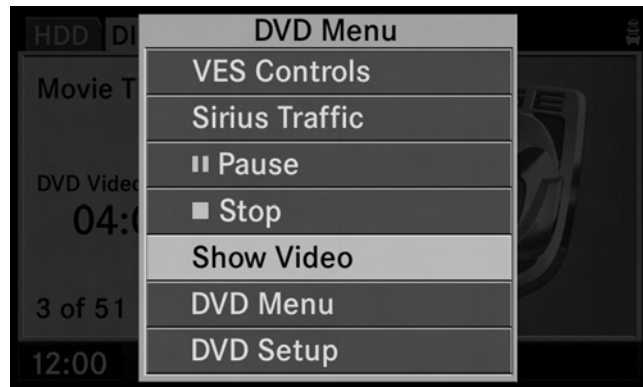 HDD DI
DVD Menu
VES Controls
Movie T
Sirius Traffic
Pause
DVD Video
04:0
Stop
Show Video
3 of 51
DVD Menu
12:00
DVD Setup